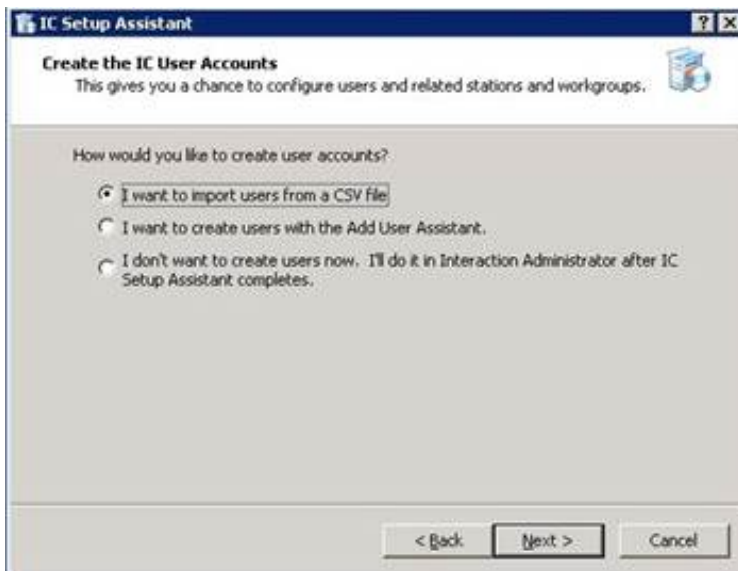 IC Setup Assistant
Create the IC User Accounts
This gives you a chance to configure users and related stations and workgroups.
How would you like to create user accounts?
I want to import users from a CSV file
I want to create users with the Add User Assistant.
I don't want to create users now. I'll do it in Interaction Administrator after IC
Setup Assistant completes.
< Back
Next >
Cancel